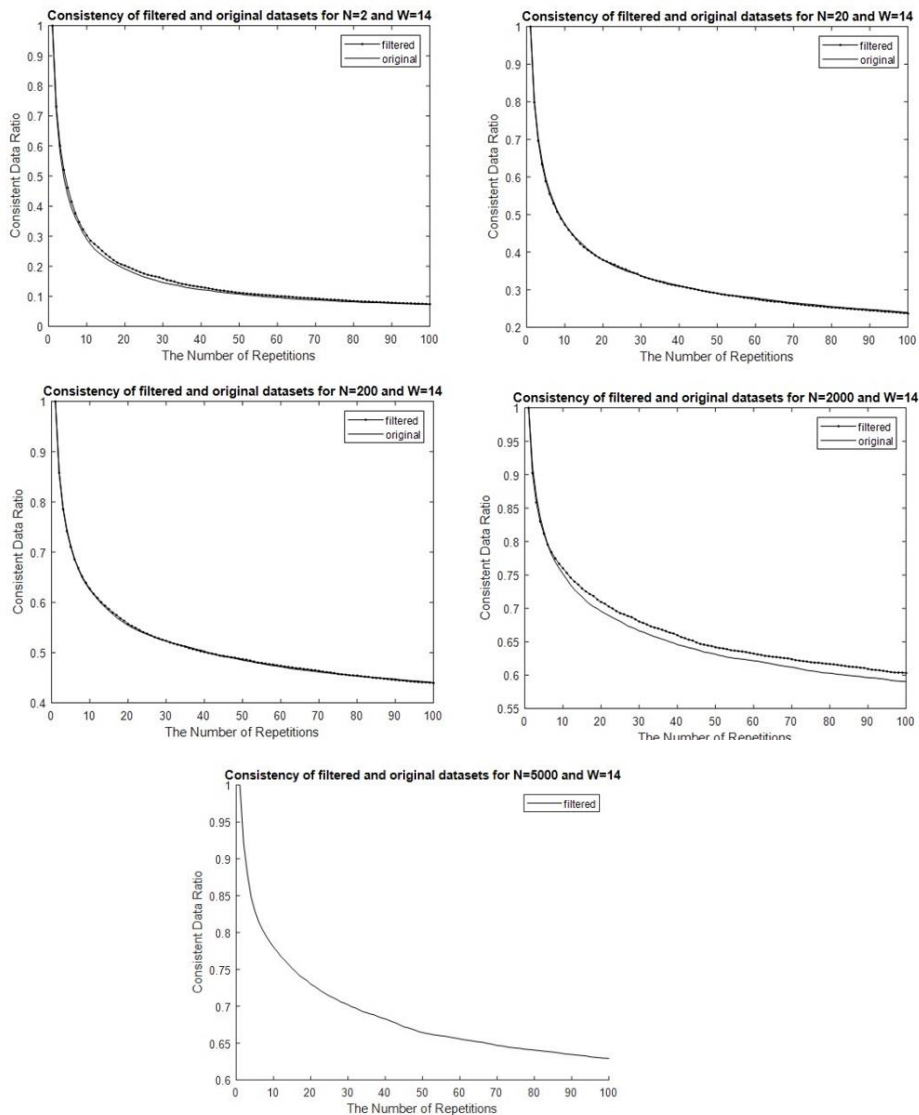 Consistency of filtered and original datasets for N=2 and W=14
filtered
original
Consistent Data Ratio
1
0.9
0.8
0.7
0.6
0.5
0.4
0.3
0.2
0.1
0
0 10 20 30 40 50 60 70 80 90 100
The Number of Repetitions
Consistency of filtered and original datasets for N=20 and W=14
filtered
original
Consistent Data Ratio
1
0.9
0.8
0.7
0.6
0.5
0.4
0.3
0.2
0 10 20 30 40 50 60 70 80 90 100
The Number of Repetitions
Consistency of filtered and original datasets for N=200 and W=14
filtered
original
Consistent Data Ratio
1
0.9
0.8
0.7
0.6
0.5
0.4
0 10 20 30 40 50 60 70 80 90 100
The Number of Repetitions
Consistency of filtered and original datasets for N=2000 and W=14
filtered
original
Consistent Data Ratio
1
0.95
0.9
0.85
0.8
0.75
0.7
0.65
0.6
0.55
0 10 20 30 40 50 60 70 80 90 100
The Number of Repetitions
Consistency of filtered and original datasets for N=5000 and W=14
filtered
Consistent Data Ratio
1
0.95
0.9
0.85
0.8
0.75
0.7
0.65
0.6
0 10 20 30 40 50 60 70 80 90 100
The Number of Repetitions